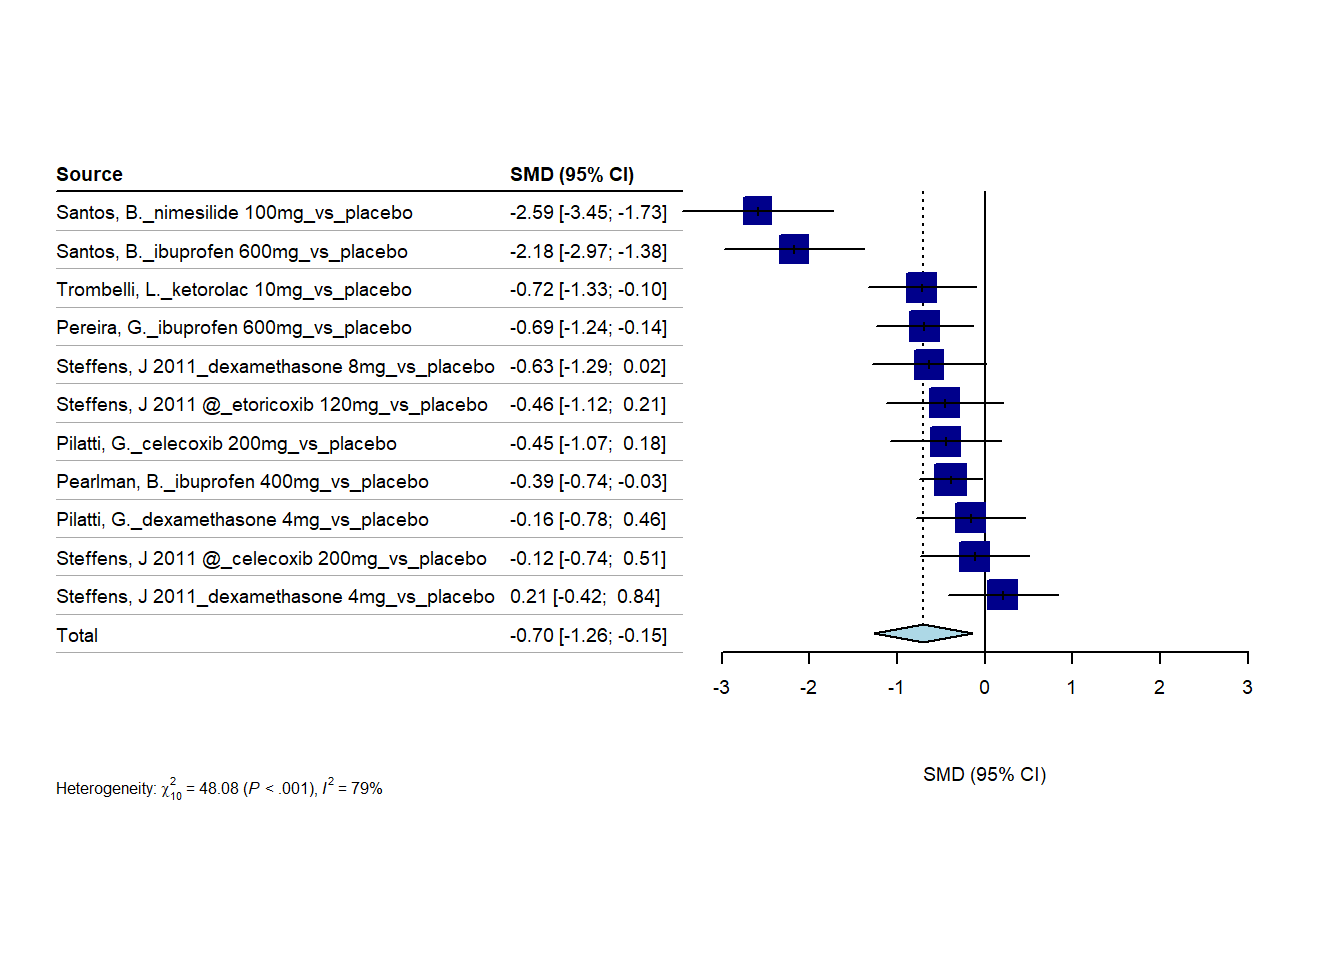 Source SMD (95% CI)
Santos, B._nimesilide 100mg_vs_placebo -2.59 [-3.45; -1.73]
Santos, B._ibuprofen 600mg_vs_placebo -2.18 [-2.97; -1.38]
Trombelli, L._ketorolac 10mg_vs_placebo -0.72 [-1.33; -0.10]
Pereira, G._ibuprofen 600mg_vs_placebo -0.69 [-1.24; -0.14]
Steffens, J 2011_dexamethasone 8mg_vs_placebo -0.63 [-1.29; 0.02]
Steffens, J 2011 @_etoricoxib 120mg_vs_placebo -0.46 [-1.12; 0.21]
Pilatti, G._celecoxib 200mg_vs_placebo -0.45 [-1.07; 0.18]
Pearlman, B._ibuprofen 400mg_vs_placebo -0.39 [-0.74; -0.03]
Pilatti, G._dexamethasone 4mg_vs_placebo -0.16 [-0.78; 0.46]
Steffens, J 2011 @_celecoxib 200mg_vs_placebo -0.12 [-0.74; 0.51]
Steffens, J 2011_dexamethasone 4mg_vs_placebo 0.21 [-0.42; 0.84]
Total -0.70 [-1.26; -0.15]
-3 -2 -1 0 1 2 3
SMD (95% CI)
Heterogeneity: χ²₁₀ = 48.08 (P < .001), I² = 79%